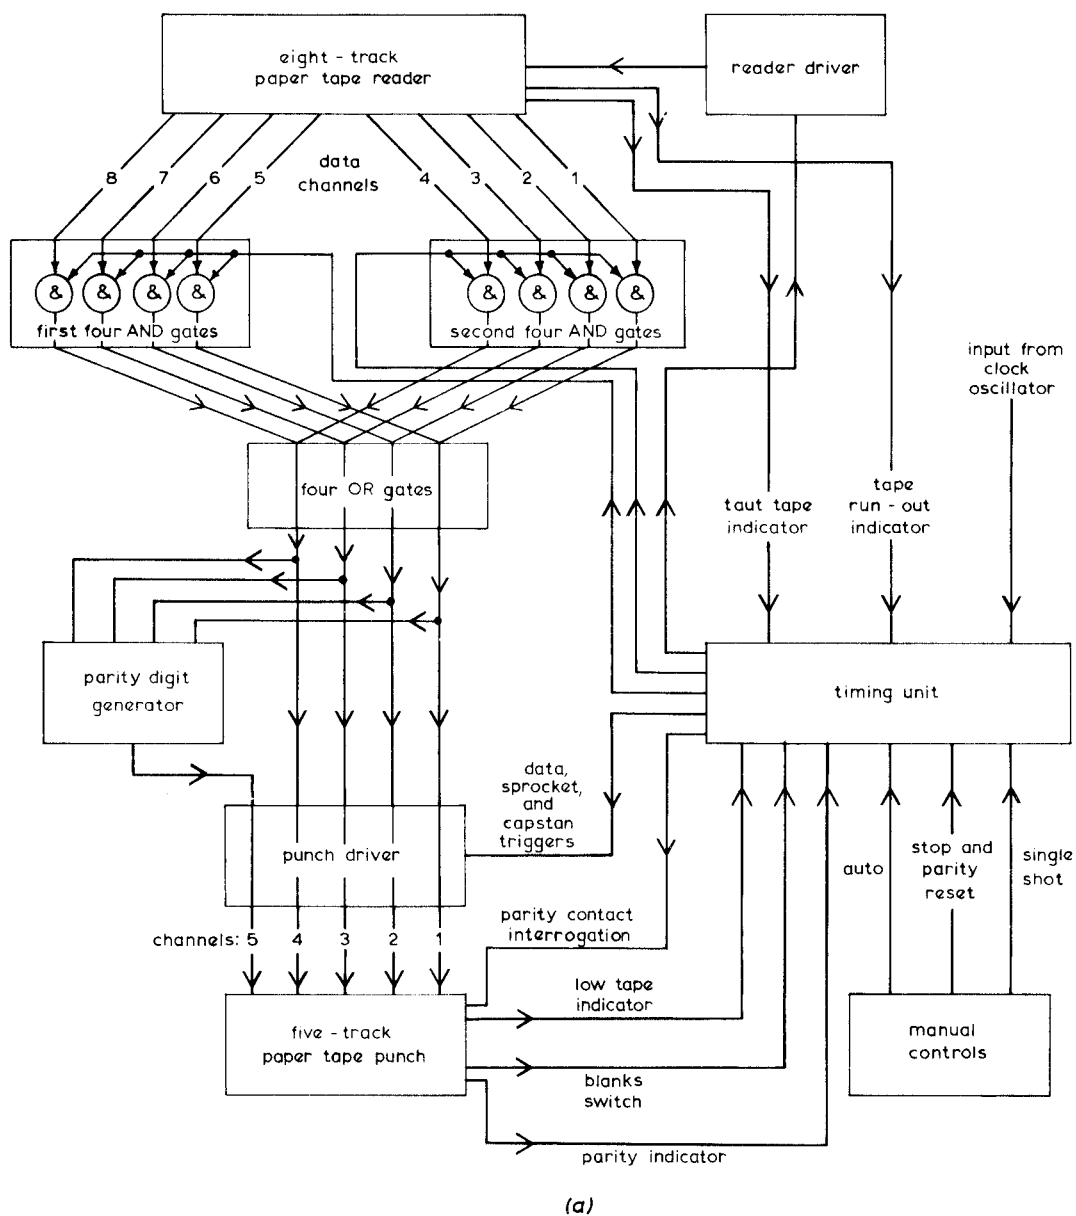 eight - track
paper tape reader
reader driver
data
channels
8
7
6
5
4
3
2
1
&
&
&
&
&
&
&
&
first four AND gates
second four AND gates
input from
clock
oscillator
four OR gates
taut tape
indicator
tape
run - out
indicator
parity digit
generator
timing unit
data,
sprocket,
and
capstan
triggers
punch driver
auto
stop and
parity
reset
single
shot
parity contact
interrogation
channels: 5 4 3 2 1
low tape
indicator
five - track
paper tape punch
manual
controls
blanks
switch
parity indicator
(a)